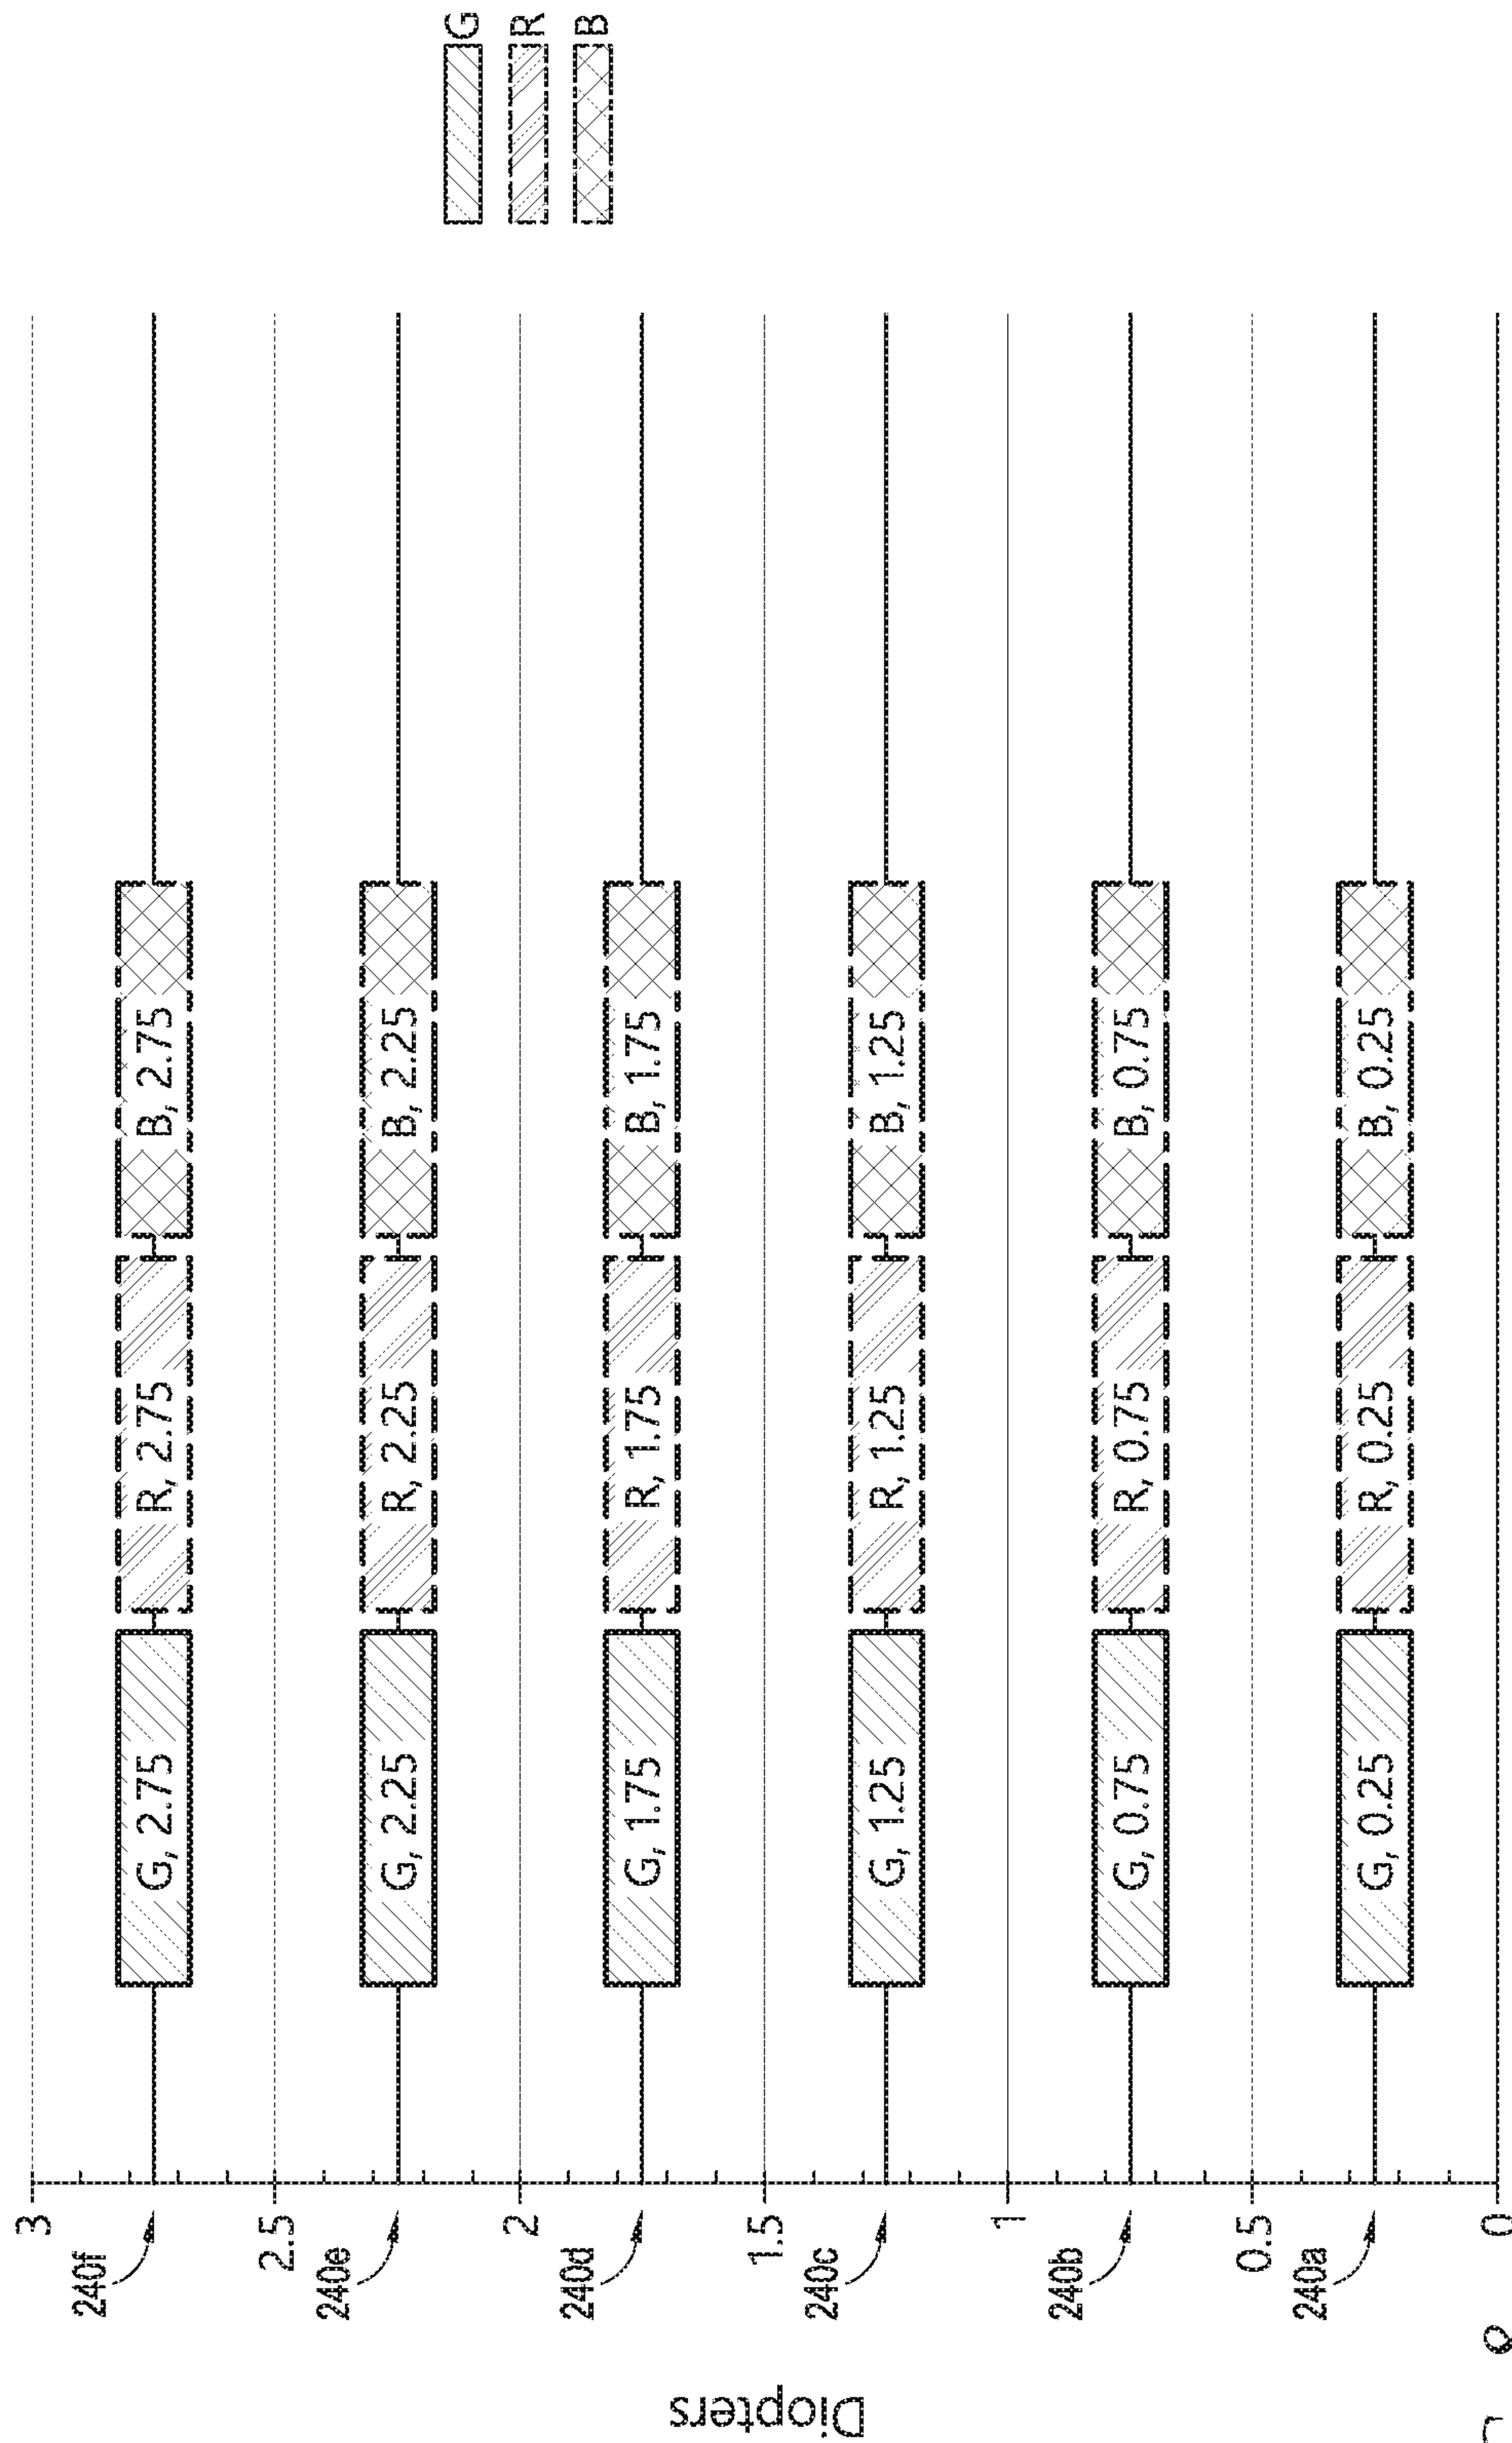 Diopters
3
240f
G, 2.75 R, 2.75 B, 2.75
2.5
240e
G, 2.25 R, 2.25 B, 2.25
2
240d
G, 1.75 R, 1.75 B, 1.75
1.5
240c
G, 1.25 R, 1.25 B, 1.25
1
240b
G, 0.75 R, 0.75 B, 0.75
0.5
240a
G, 0.25 R, 0.25 B, 0.25
0
G
R
B